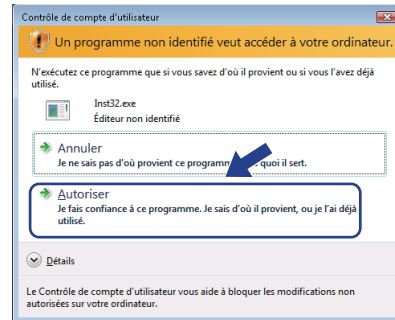 Contrôle de compte d'utilisateur
Un programme non identifié veut accéder à votre ordinateur.
N'exécutez ce programme que si vous savez d'où il provient ou si vous l'avez déjà
utilisé.
Inst32.exe
Éditeur non identifié
Annuler
Je ne sais pas d'où provient ce programm quoi il sert.
Autoriser
Je fais confiance à ce programme. Je sais d'où il provient, ou je l'ai déjà
utilisé.
Détails
Le Contrôle de compte d'utilisateur vous aide à bloquer les modifications non
autorisées sur votre ordinateur.